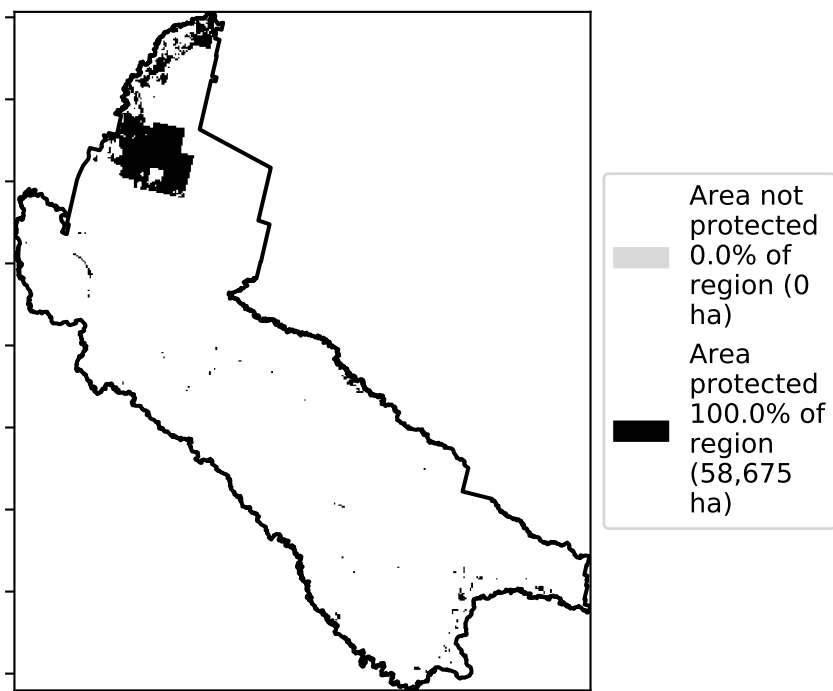 Area not
protected
0.0% of
region (0
ha)
Area
protected
100.0% of
region
(58,675
ha)